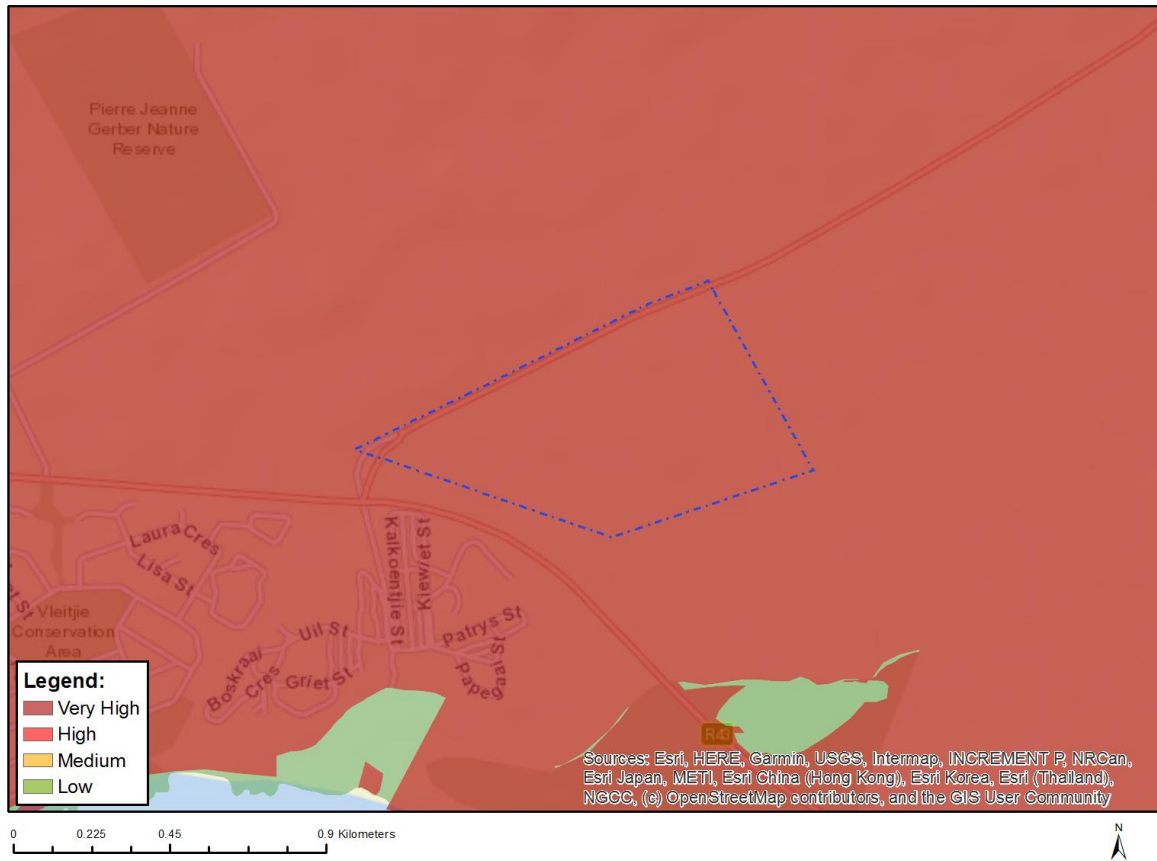 Pierre Jeanne
Gerber Nature
Reserve
Laura Cres
Lisa St
Kalkoentjie St
Kiewiet St
Vleitjie
Conservation
Area
Uil St
Patrys St
Papegaai St
Boskraai
Cres
Griet St
R43
Legend:
Very High
High
Medium
Low
Sources: Esri, HERE, Garmin, USGS, Intermap, INCREMENT P, NRCan,
Esri Japan, METI, Esri China (Hong Kong), Esri Korea, Esri (Thailand),
NGCC, (c) OpenStreetMap contributors, and the GIS User Community
0 0.225 0.45 0.9 Kilometers
N